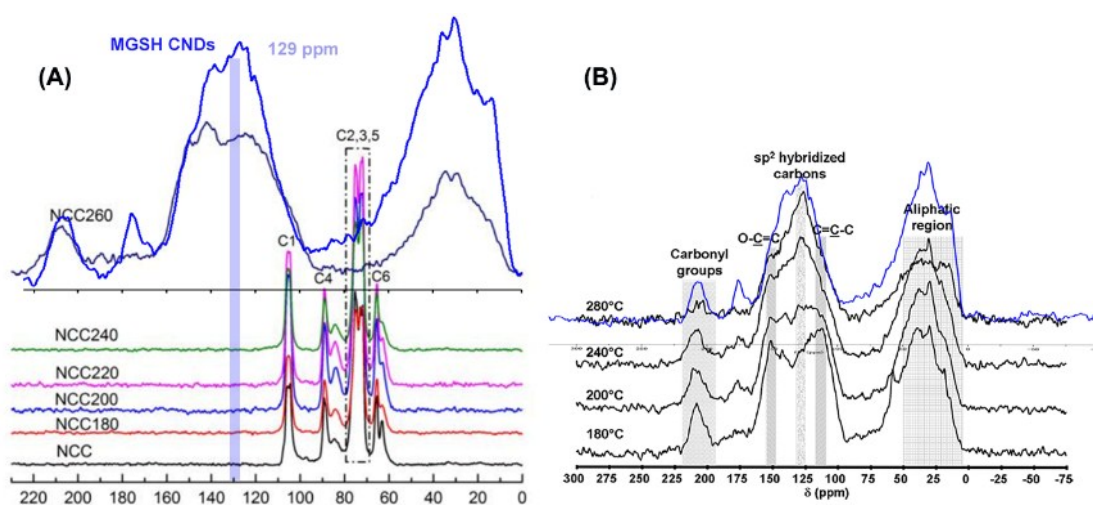 MGSH CNDs
129 ppm
(A)
C2,3,5
NCC260
C1
C4
C6
NCC240
NCC220
NCC200
NCC180
NCC
220 200 180 160 140 120 100 80 60 40 20 0
(B)
sp² hybridized
carbons
O-C=C
C=C-C
Aliphatic
region
Carbonyl
groups
280°C
240°C
200°C
180°C
300 275 250 225 200 175 150 125 100 75 50 25 0 -25 -50 -75
δ (ppm)